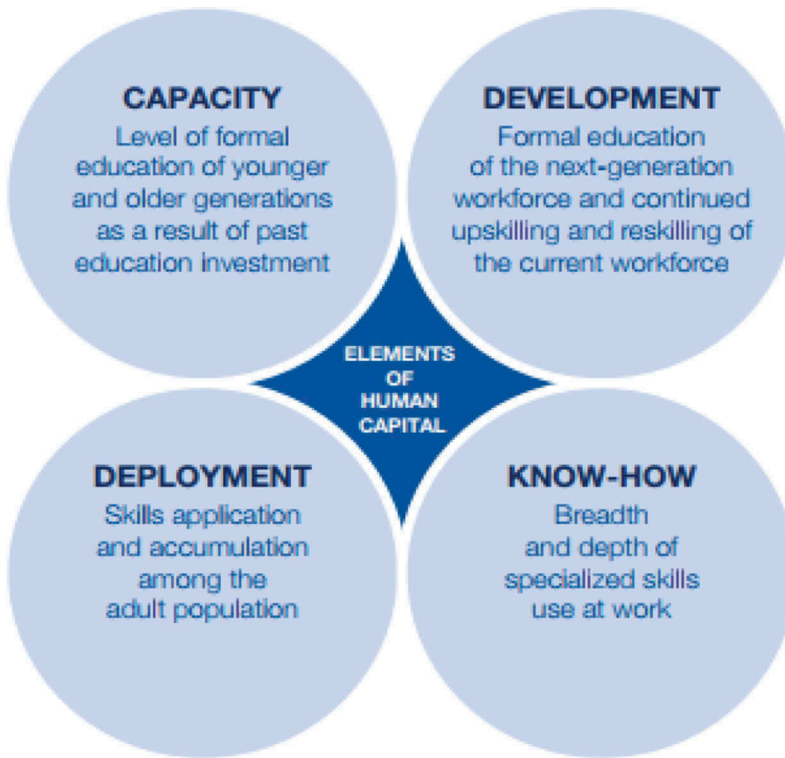 CAPACITY
Level of formal
education of younger
and older generations
as a result of past
education investment
DEVELOPMENT
Formal education
of the next-generation
workforce and continued
upskilling and reskilling of
the current workforce
ELEMENTS
OF
HUMAN
CAPITAL
DEPLOYMENT
Skills application
and accumulation
among the
adult population
KNOW-HOW
Breadth
and depth of
specialized skills
use at work